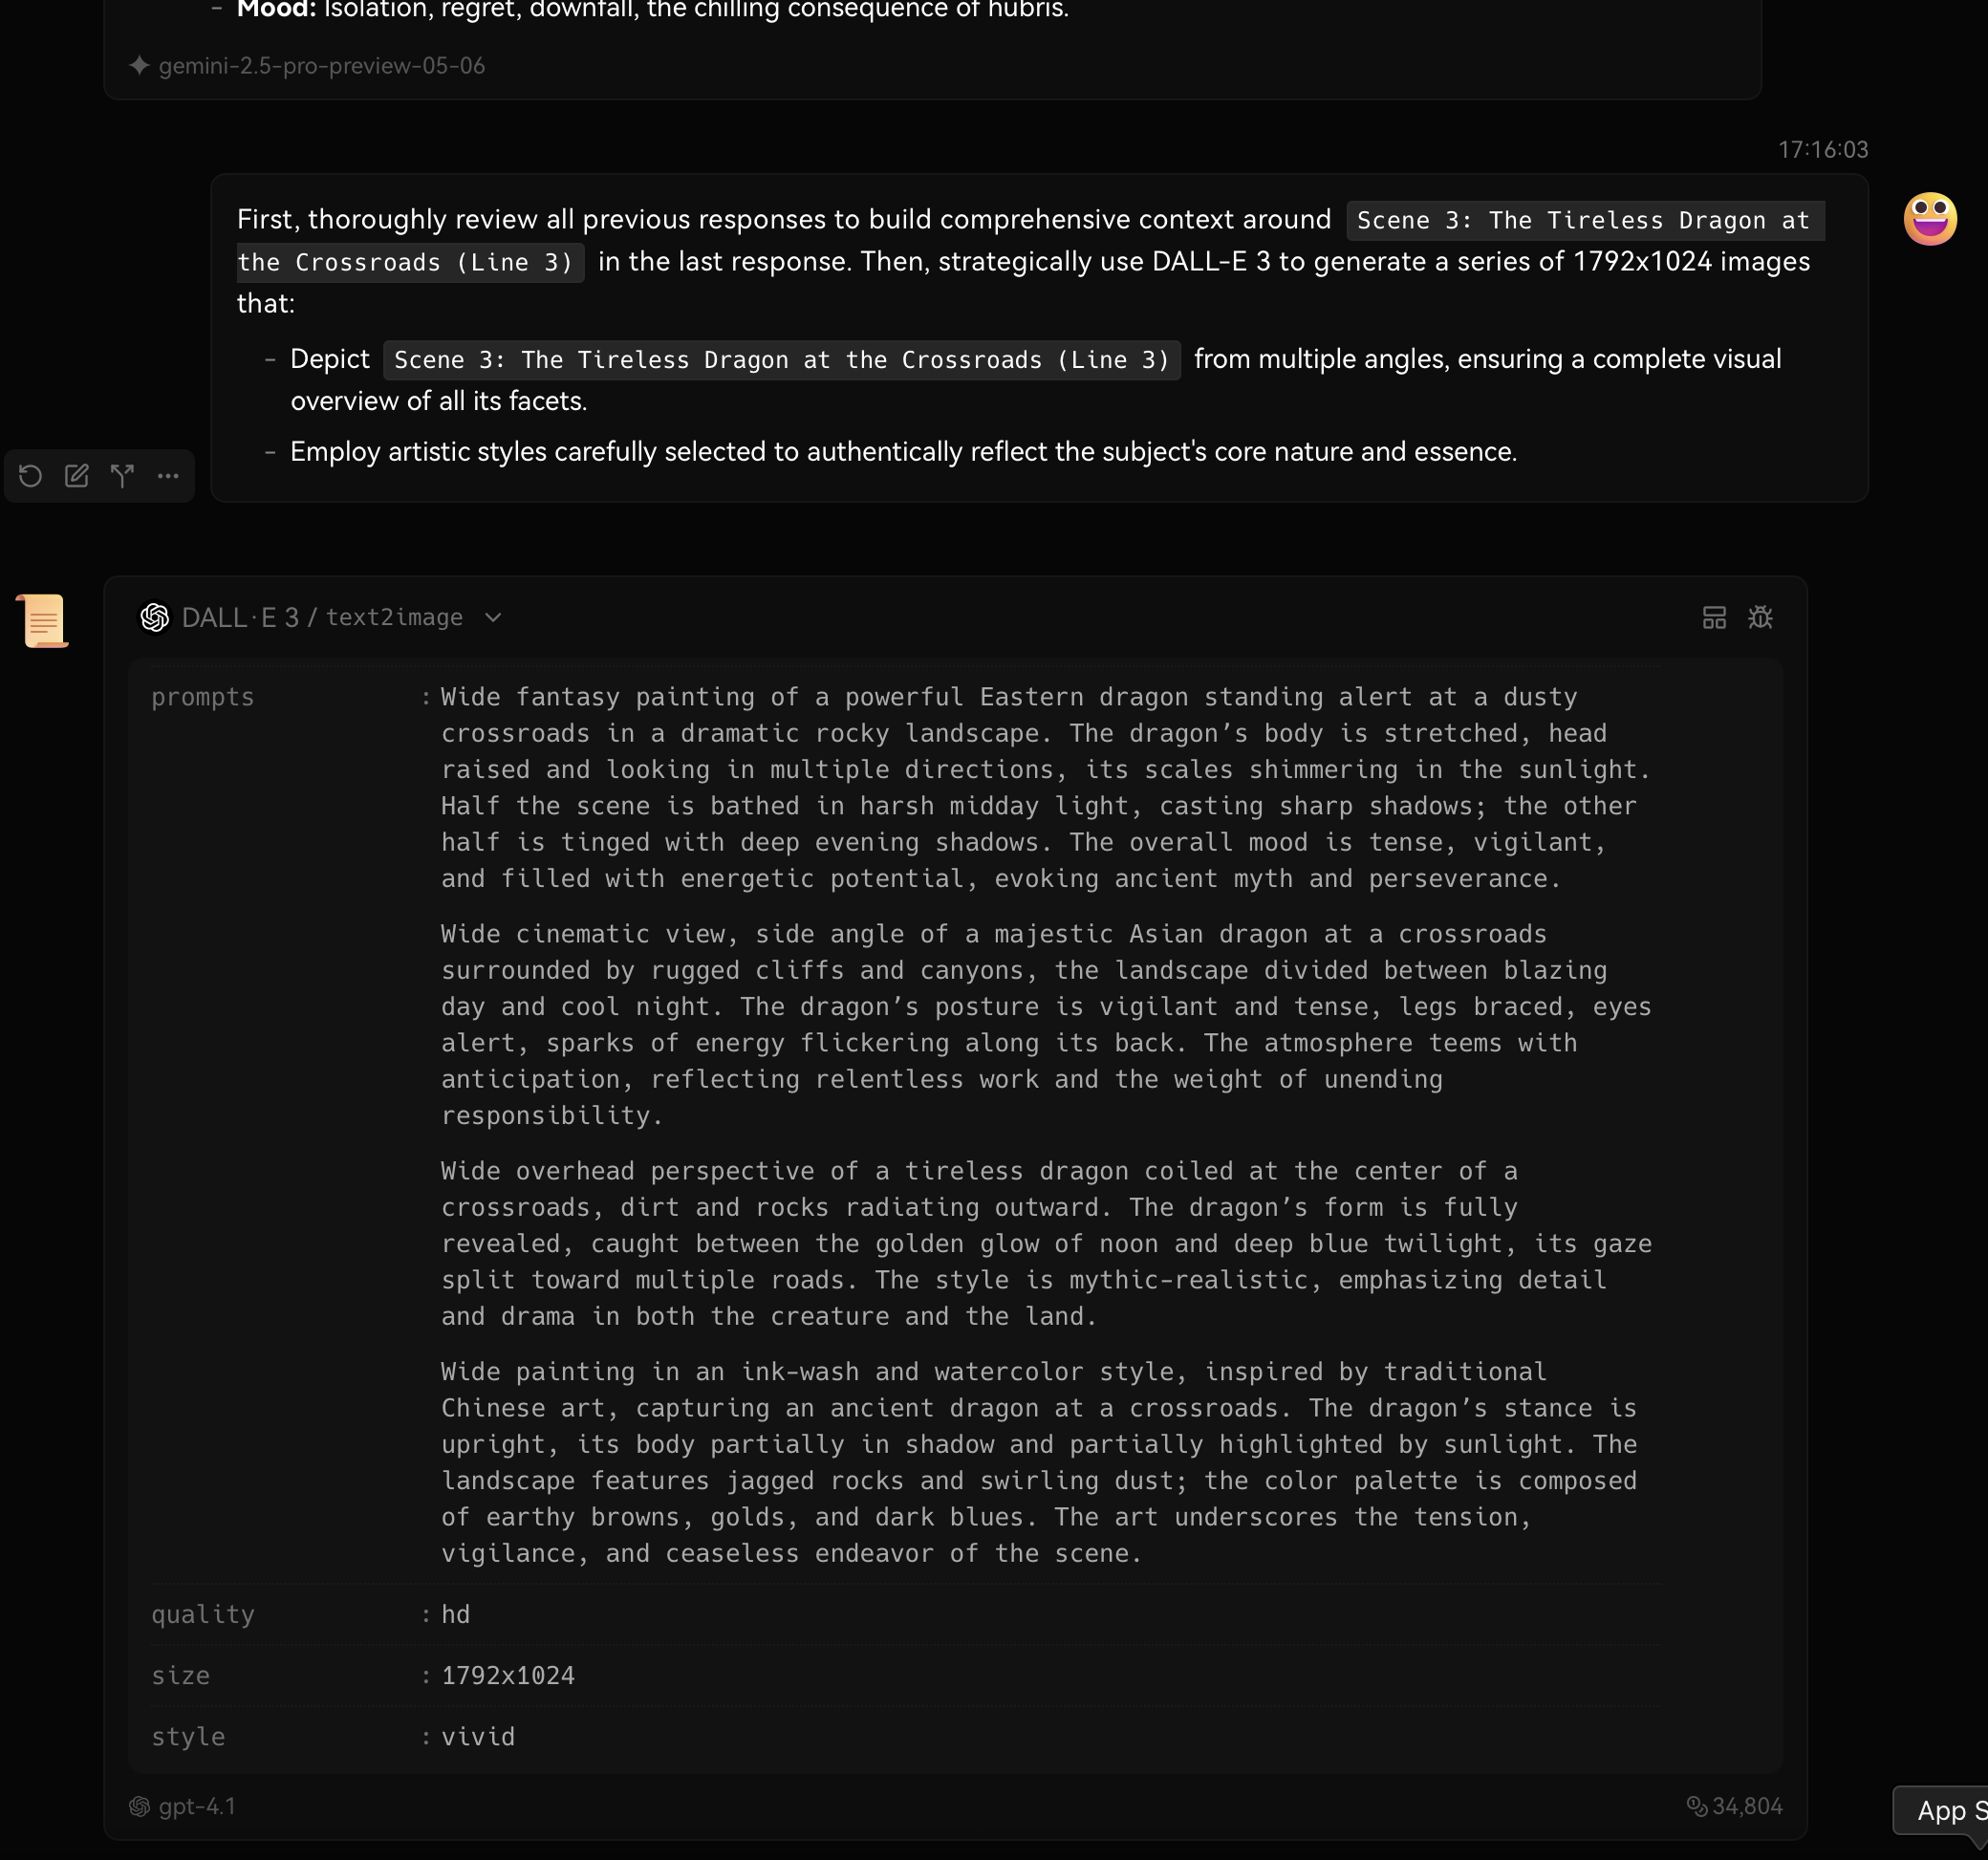 - Mood: Isolation, regret, downfall, the chilling consequence of hubris.
gemini-2.5-pro-preview-05-06
17:16:03
First, thoroughly review all previous responses to build comprehensive context around Scene 3: The Tireless Dragon at
the Crossroads (Line 3) in the last response. Then, strategically use DALL-E 3 to generate a series of 1792x1024 images
that:
- Depict Scene 3: The Tireless Dragon at the Crossroads (Line 3) from multiple angles, ensuring a complete visual
overview of all its facets.
- Employ artistic styles carefully selected to authentically reflect the subject's core nature and essence.
DALL·E 3 / text2image
prompts : Wide fantasy painting of a powerful Eastern dragon standing alert at a dusty
crossroads in a dramatic rocky landscape. The dragon’s body is stretched, head
raised and looking in multiple directions, its scales shimmering in the sunlight.
Half the scene is bathed in harsh midday light, casting sharp shadows; the other
half is tinged with deep evening shadows. The overall mood is tense, vigilant,
and filled with energetic potential, evoking ancient myth and perseverance.
Wide cinematic view, side angle of a majestic Asian dragon at a crossroads
surrounded by rugged cliffs and canyons, the landscape divided between blazing
day and cool night. The dragon’s posture is vigilant and tense, legs braced, eyes
alert, sparks of energy flickering along its back. The atmosphere teems with
anticipation, reflecting relentless work and the weight of unending
responsibility.
Wide overhead perspective of a tireless dragon coiled at the center of a
crossroads, dirt and rocks radiating outward. The dragon’s form is fully
revealed, caught between the golden glow of noon and deep blue twilight, its gaze
split toward multiple roads. The style is mythic-realistic, emphasizing detail
and drama in both the creature and the land.
Wide painting in an ink-wash and watercolor style, inspired by traditional
Chinese art, capturing an ancient dragon at a crossroads. The dragon’s stance is
upright, its body partially in shadow and partially highlighted by sunlight. The
landscape features jagged rocks and swirling dust; the color palette is composed
of earthy browns, golds, and dark blues. The art underscores the tension,
vigilance, and ceaseless endeavor of the scene.
quality : hd
size : 1792x1024
style : vivid
gpt-4.1
34,804
App S